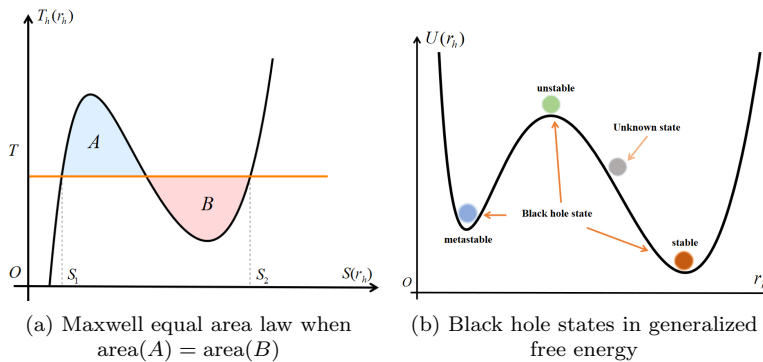 T_h(r_h)
A
T
B
O
S_1
S_2
S(r_h)
(a) Maxwell equal area law when
area(A) = area(B)
U(r_h)
unstable
Unknown state
Black hole state
metastable
stable
O
r_h
(b) Black hole states in generalized
free energy